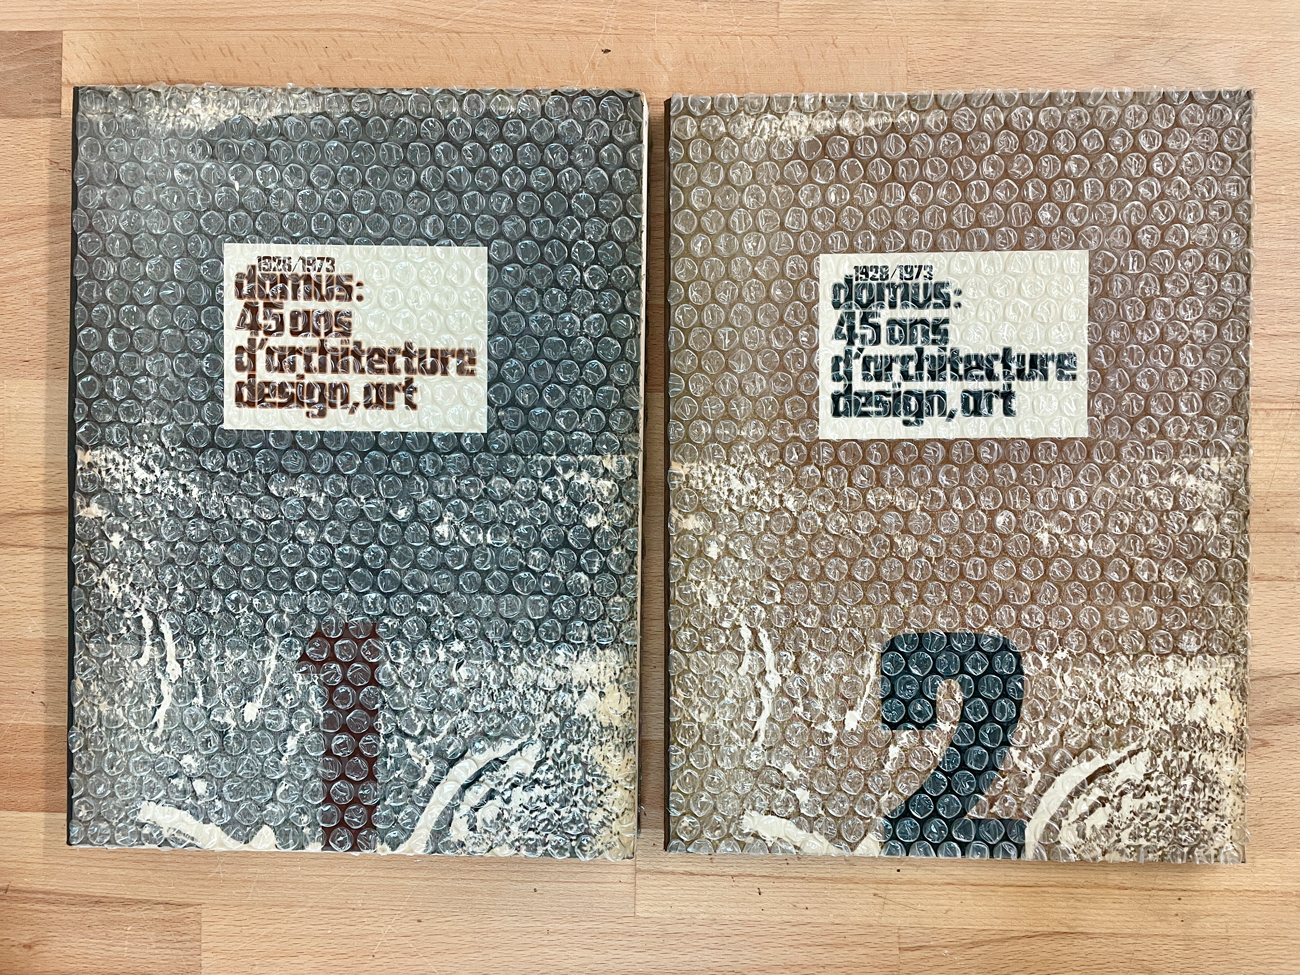 1928/1973
domus:
45 ans
d'architecture
design, art
1
1928/1973
domus:
45 ans
d'architecture
design, art
2